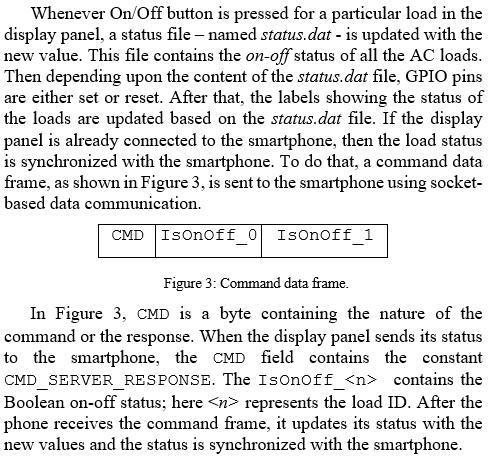 Whenever On/Off button is pressed for a particular load in the
display panel, a status file – named status.dat - is updated with the
new value. This file contains the on-off status of all the AC loads.
Then depending upon the content of the status.dat file, GPIO pins
are either set or reset. After that, the labels showing the status of
the loads are updated based on the status.dat file. If the display
panel is already connected to the smartphone, then the load status
is synchronized with the smartphone. To do that, a command data
frame, as shown in Figure 3, is sent to the smartphone using socket-
based data communication.
CMD IsOnOff_0 IsOnOff_1
Figure 3: Command data frame.
In Figure 3, CMD is a byte containing the nature of the
command or the response. When the display panel sends its status
to the smartphone, the CMD field contains the constant
CMD_SERVER_RESPONSE. The IsOnOff_<n> contains the
Boolean on-off status; here <n> represents the load ID. After the
phone receives the command frame, it updates its status with the
new values and the status is synchronized with the smartphone.